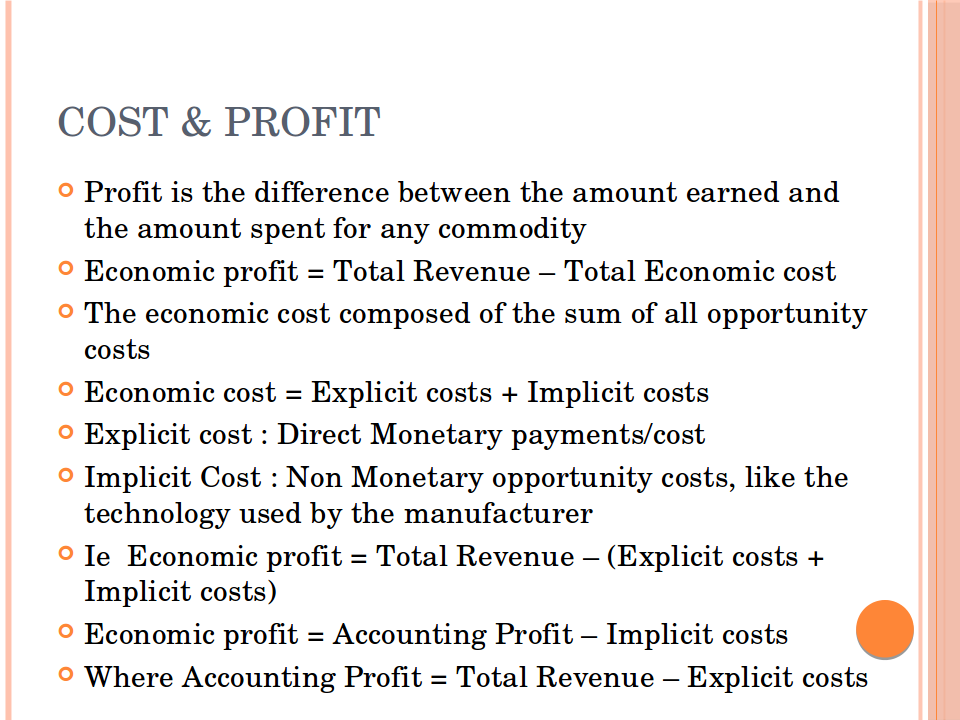 COST & PROFIT
Profit is the difference between the amount earned and
the amount spent for any commodity
Economic profit = Total Revenue – Total Economic cost
The economic cost composed of the sum of all opportunity
costs
Economic cost = Explicit costs + Implicit costs
Explicit cost : Direct Monetary payments/cost
Implicit Cost : Non Monetary opportunity costs, like the
technology used by the manufacturer
Ie  Economic profit = Total Revenue – (Explicit costs +
Implicit costs)
Economic profit = Accounting Profit – Implicit costs
Where Accounting Profit = Total Revenue – Explicit costs